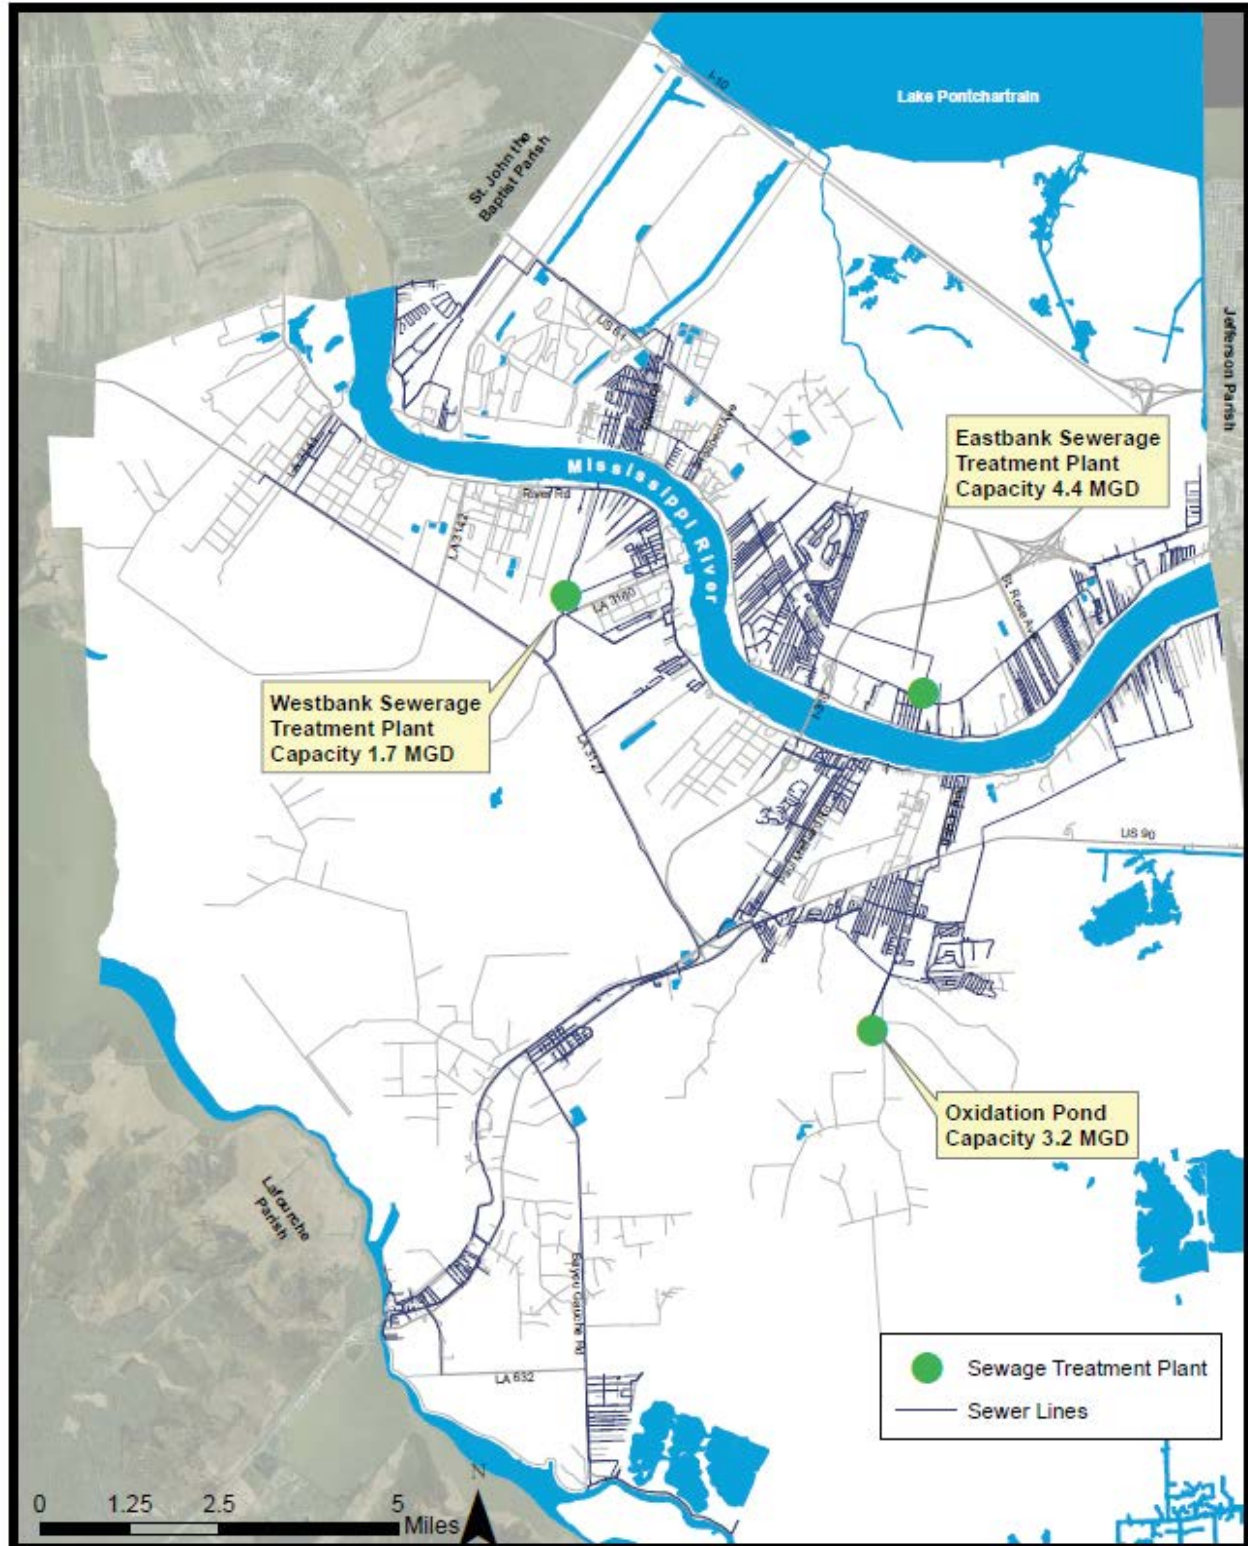 I-10
Lake Pontchartrain
St. John the
Baptist Parish
Jefferson Parish
US 61
Prospect Ave
Eastbank Sewerage
Treatment Plant
Capacity 4.4 MGD
Mississippi River
River Rd
LA 3142
LA 3160
St. Rose Ave
Westbank Sewerage
Treatment Plant
Capacity 1.7 MGD
LA 3127
I-310
US 90
Oxidation Pond
Capacity 3.2 MGD
Lafourche
Parish
Bayou Gauche Rd
LA 632
Sewage Treatment Plant
Sewer Lines
N
0 1.25 2.5 5
Miles